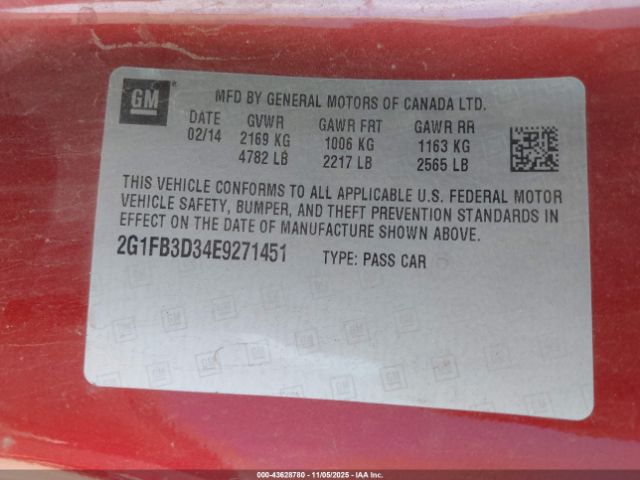 GM
MFD BY GENERAL MOTORS OF CANADA LTD.
DATE GVWR GAWR FRT GAWR RR
02/14 2169 KG 1006 KG 1163 KG
4782 LB 2217 LB 2565 LB
THIS VEHICLE CONFORMS TO ALL APPLICABLE U.S. FEDERAL MOTOR
VEHICLE SAFETY, BUMPER, AND THEFT PREVENTION STANDARDS IN
EFFECT ON THE DATE OF MANUFACTURE SHOWN ABOVE.
2G1FB3D34E9271451 TYPE: PASS CAR
000-43628780 - 11/05/2025 - IAAI.COM